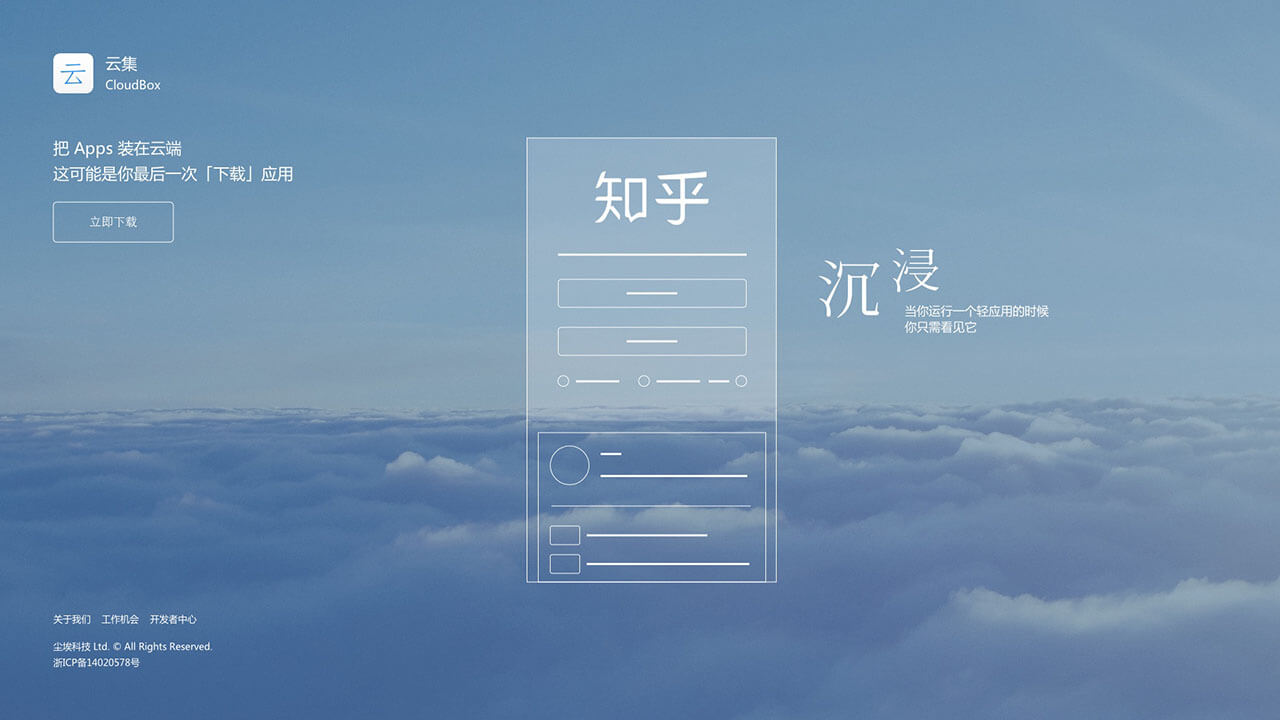 云
云集
CloudBox
把 Apps 装在云端
这可能是你最后一次「下载」应用
立即下载
知乎
沉浸
当你运行一个轻应用的时候
你只需看见它
关于我们 工作机会 开发者中心
尘埃科技 Ltd. © All Rights Reserved.
浙ICP备14020578号